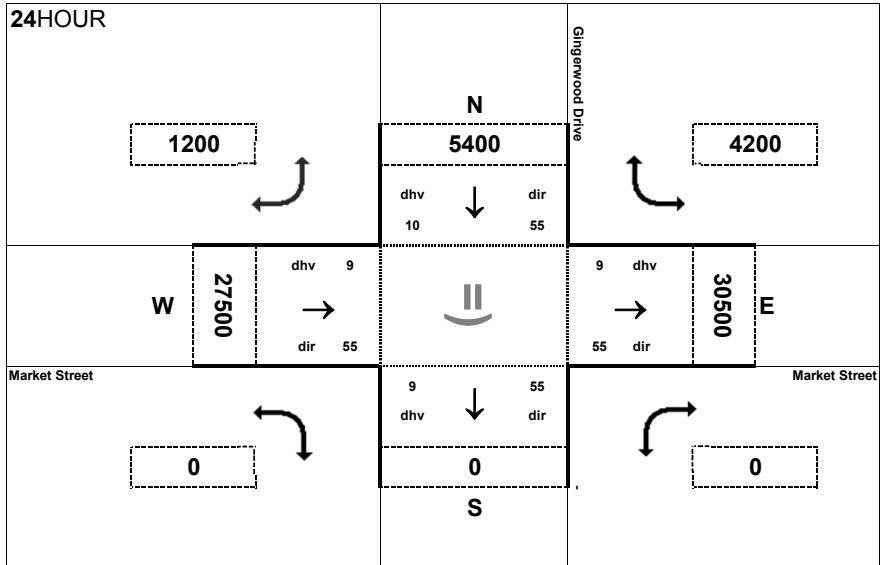 24HOUR
Gingerwood Drive
N
1200
5400
4200
dhv
dir
10
55
dhv 9
9 dhv
W
27500
30500
E
dir 55
55 dir
Market Street
Market Street
9
55
dhv
dir
0
0
0
S